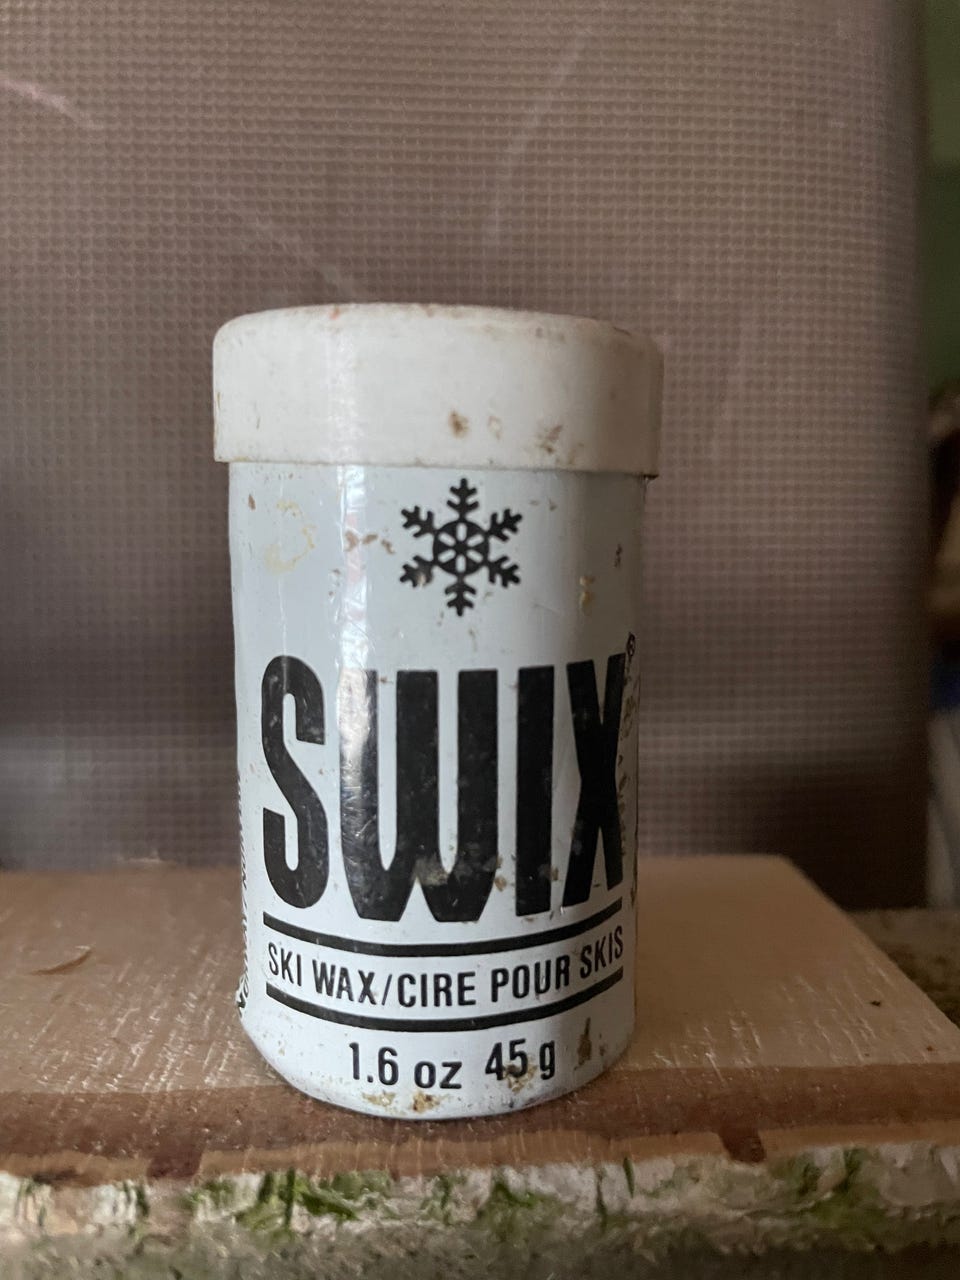 SWIX®
SKI WAX/CIRE POUR SKIS
1.6 oz 45 g